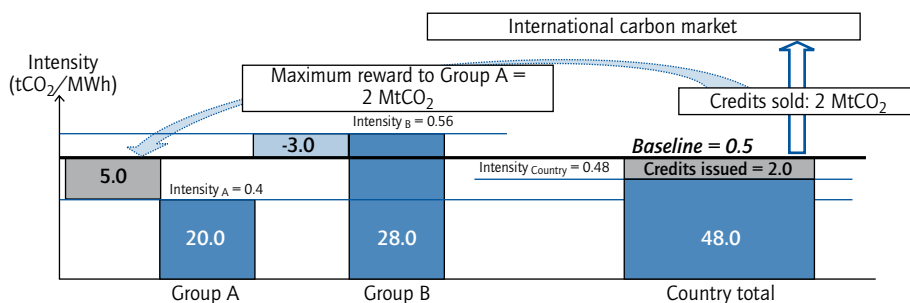 International carbon market
Intensity
(tCO2/MWh)
Maximum reward to Group A =
2 MtCO2
Credits sold: 2 MtCO2
Intensity B = 0.56
-3.0
Baseline = 0.5
5.0
Intensity Country = 0.48
Credits issued = 2.0
Intensity A = 0.4
20.0
28.0
48.0
Group A
Group B
Country total